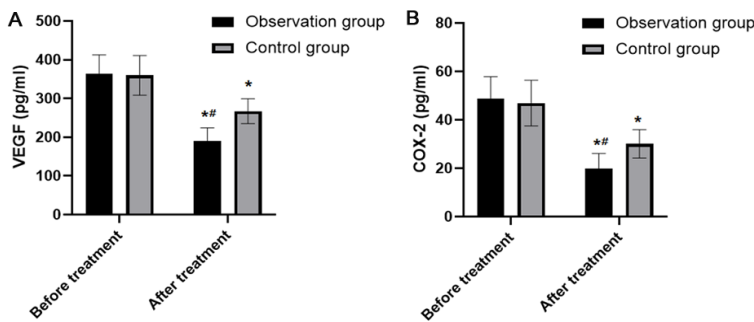 A
VEGF (pg/ml)
500
400
300
200
100
0
Observation group
Control group
*#
*
Before treatment
After treatment
B
COX-2 (pg/ml)
80
60
40
20
0
Observation group
Control group
*#
*
Before treatment
After treatment